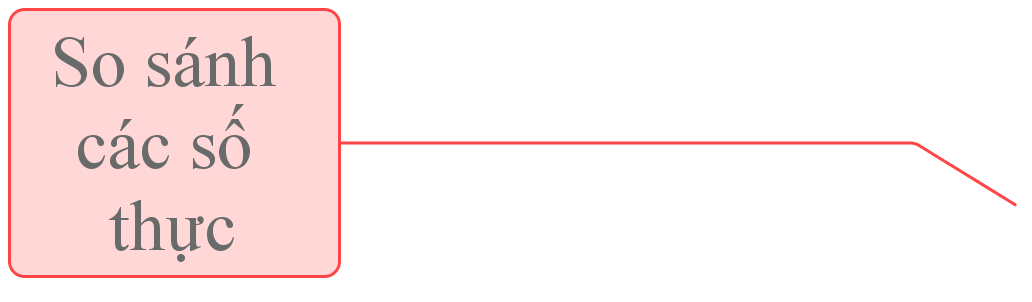 So sánh
các số
thực